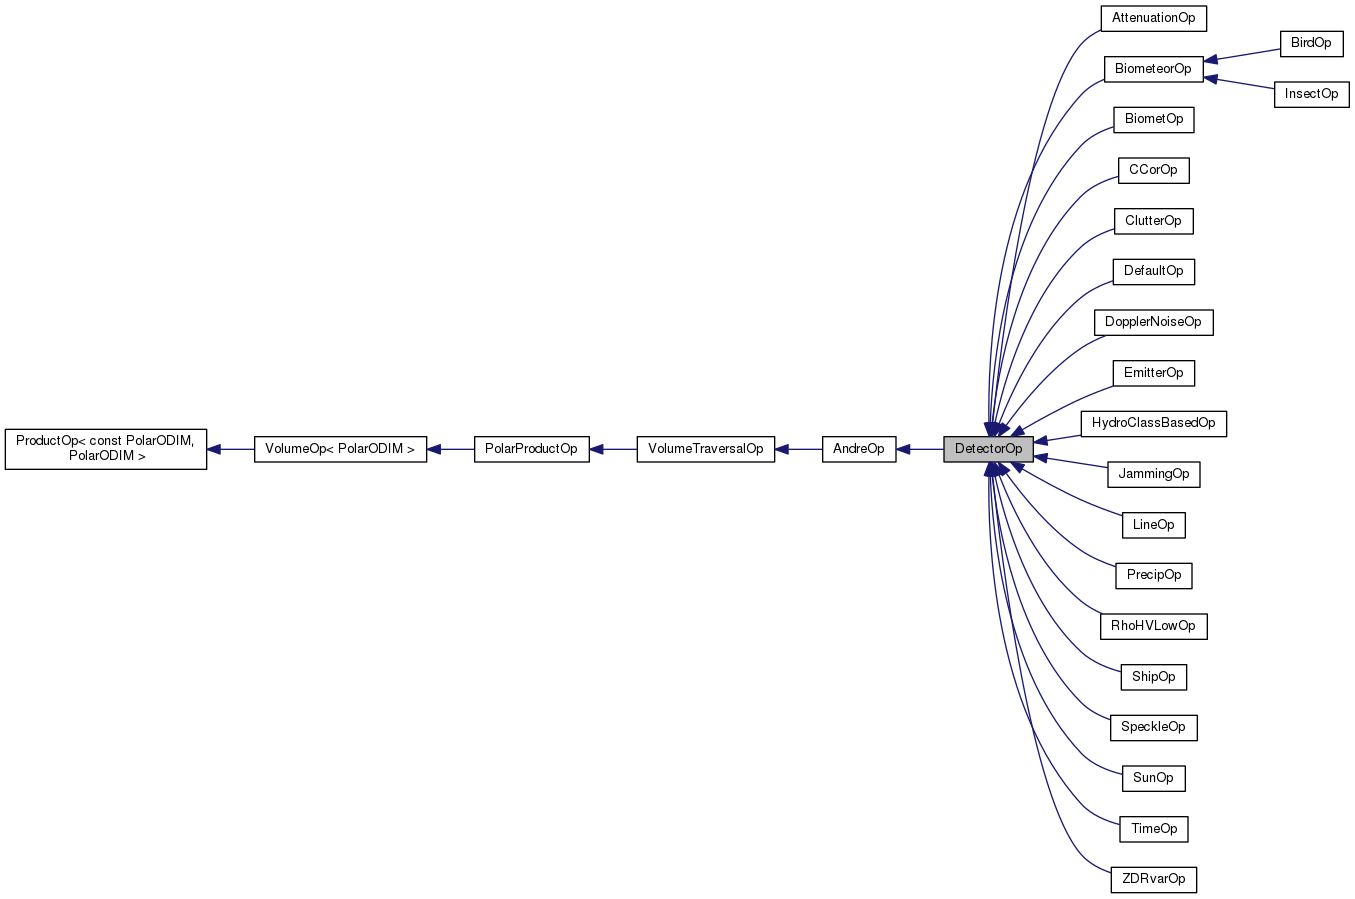 AttenuationOp
BirdOp
BiometeorOp
InsectOp
BiometOp
CCorOp
ClutterOp
DefaultOp
DopplerNoiseOp
EmitterOp
HydroClassBasedOp
ProductOp< const PolarODIM,
PolarODIM >
VolumeOp< PolarODIM >
PolarProductOp
VolumeTraversalOp
AndreOp
DetectorOp
JammingOp
LineOp
PrecipOp
RhoHVLowOp
ShipOp
SpeckleOp
SunOp
TimeOp
ZDRvarOp